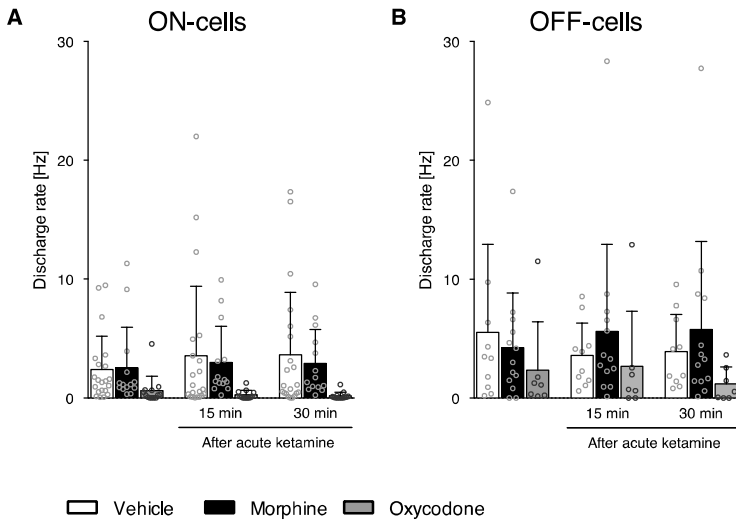 A
ON-cells
30
20
10
0
Discharge rate [Hz]
15 min
30 min
After acute ketamine
B
OFF-cells
30
20
10
0
Discharge rate [Hz]
15 min
30 min
After acute ketamine
Vehicle
Morphine
Oxycodone